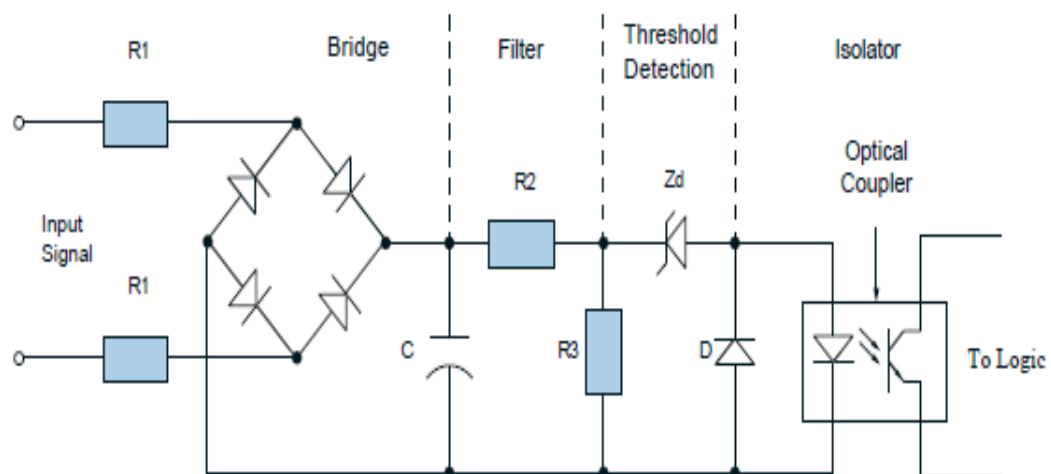 R1
Bridge
Filter
Threshold
Detection
Isolator
Optical
Coupler
R2
Zd
Input
Signal
R1
C
R3
D
To Logic